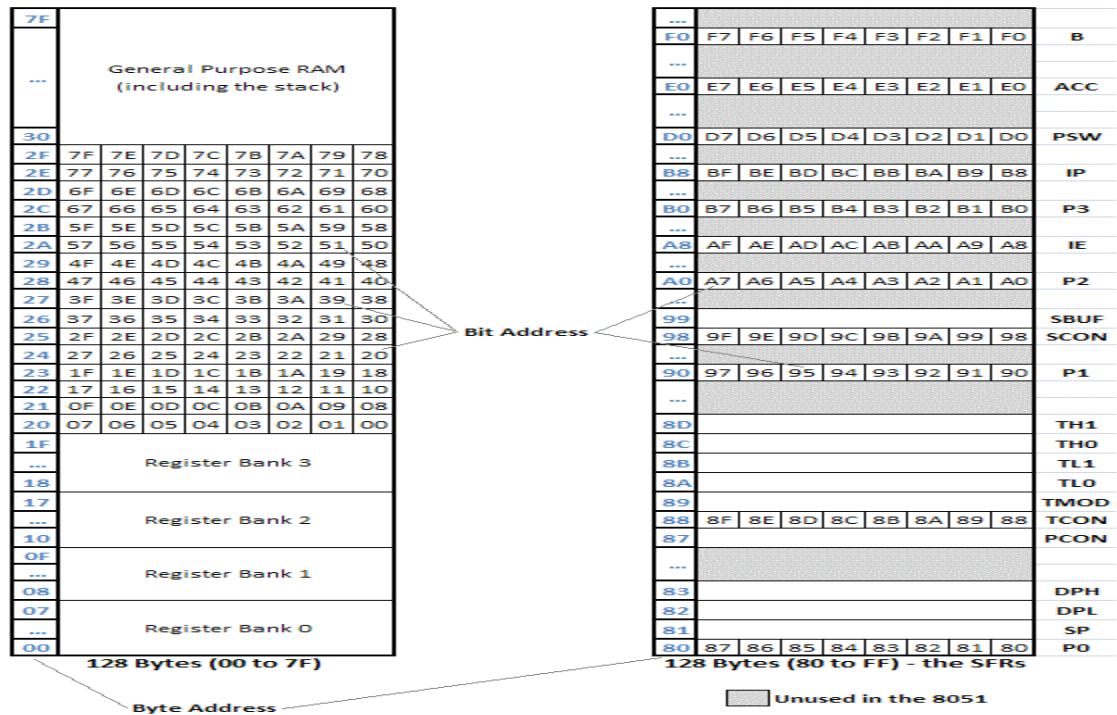 7F
... General Purpose RAM
(including the stack)
30
2F 7F 7E 7D 7C 7B 7A 79 78
2E 77 76 75 74 73 72 71 70
2D 6F 6E 6D 6C 6B 6A 69 68
2C 67 66 65 64 63 62 61 60
2B 5F 5E 5D 5C 5B 5A 59 58
2A 57 56 55 54 53 52 51 50
29 4F 4E 4D 4C 4B 4A 49 48
28 47 46 45 44 43 42 41 40
27 3F 3E 3D 3C 3B 3A 39 38
26 37 36 35 34 33 32 31 30
25 2F 2E 2D 2C 2B 2A 29 28
24 27 26 25 24 23 22 21 20
23 1F 1E 1D 1C 1B 1A 19 18
22 17 16 15 14 13 12 11 10
21 0F 0E 0D 0C 0B 0A 09 08
20 07 06 05 04 03 02 01 00
1F
... Register Bank 3
18
17
... Register Bank 2
10
0F
... Register Bank 1
08
07
... Register Bank 0
00
128 Bytes (00 to 7F)
Byte Address
Bit Address
...
F0 F7 F6 F5 F4 F3 F2 F1 F0 B
...
E0 E7 E6 E5 E4 E3 E2 E1 E0 ACC
...
D0 D7 D6 D5 D4 D3 D2 D1 D0 PSW
...
B8 BF BE BD BC BB BA B9 B8 IP
...
B0 B7 B6 B5 B4 B3 B2 B1 B0 P3
...
A8 AF AE AD AC AB AA A9 A8 IE
...
A0 A7 A6 A5 A4 A3 A2 A1 A0 P2
...
99 SBUF
98 9F 9E 9D 9C 9B 9A 99 98 SCON
...
90 97 96 95 94 93 92 91 90 P1
...
8D TH1
8C TH0
8B TL1
8A TL0
89 TMOD
88 8F 8E 8D 8C 8B 8A 89 88 TCON
87 PCON
...
83 DPH
82 DPL
81 SP
80 87 86 85 84 83 82 81 80 P0
128 Bytes (80 to FF) - the SFRs
Unused in the 8051